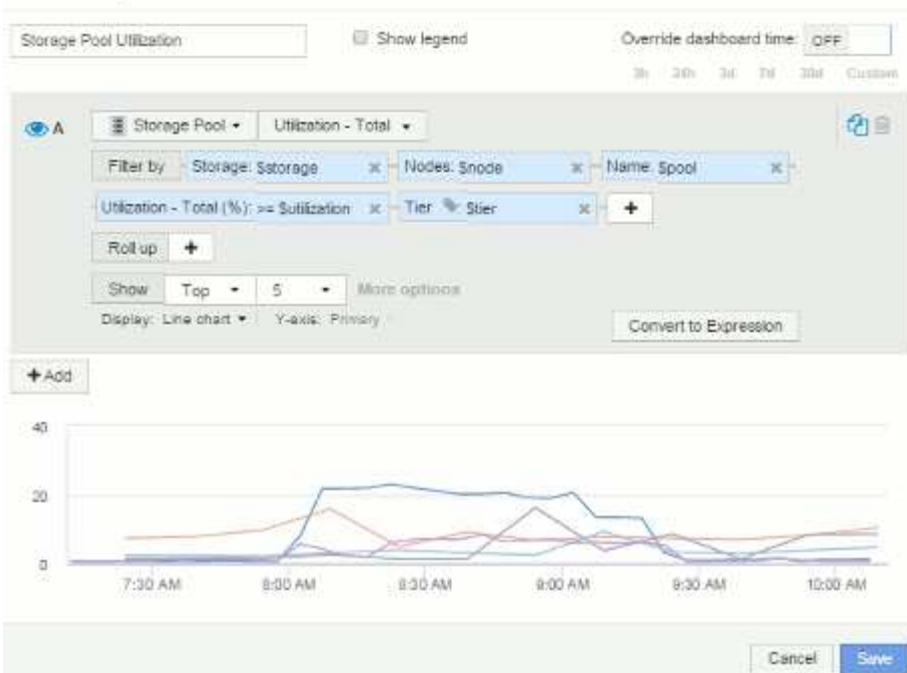 Storage Pool Utilization Show legend Override dashboard time: OFF
3h 24h 3d 7d 30d Custom
A Storage Pool Utilization - Total
Filter by Storage: $storage Nodes: $node Name: $pool
Utilization - Total (%): >= $utilization Tier $tier +
Roll up +
Show Top 5 More options
Display: Line chart Y-axis: Primary
Convert to Expression
+ Add
40
20
0
7:30 AM 8:00 AM 8:30 AM 9:00 AM 9:30 AM 10:00 AM
Cancel Save